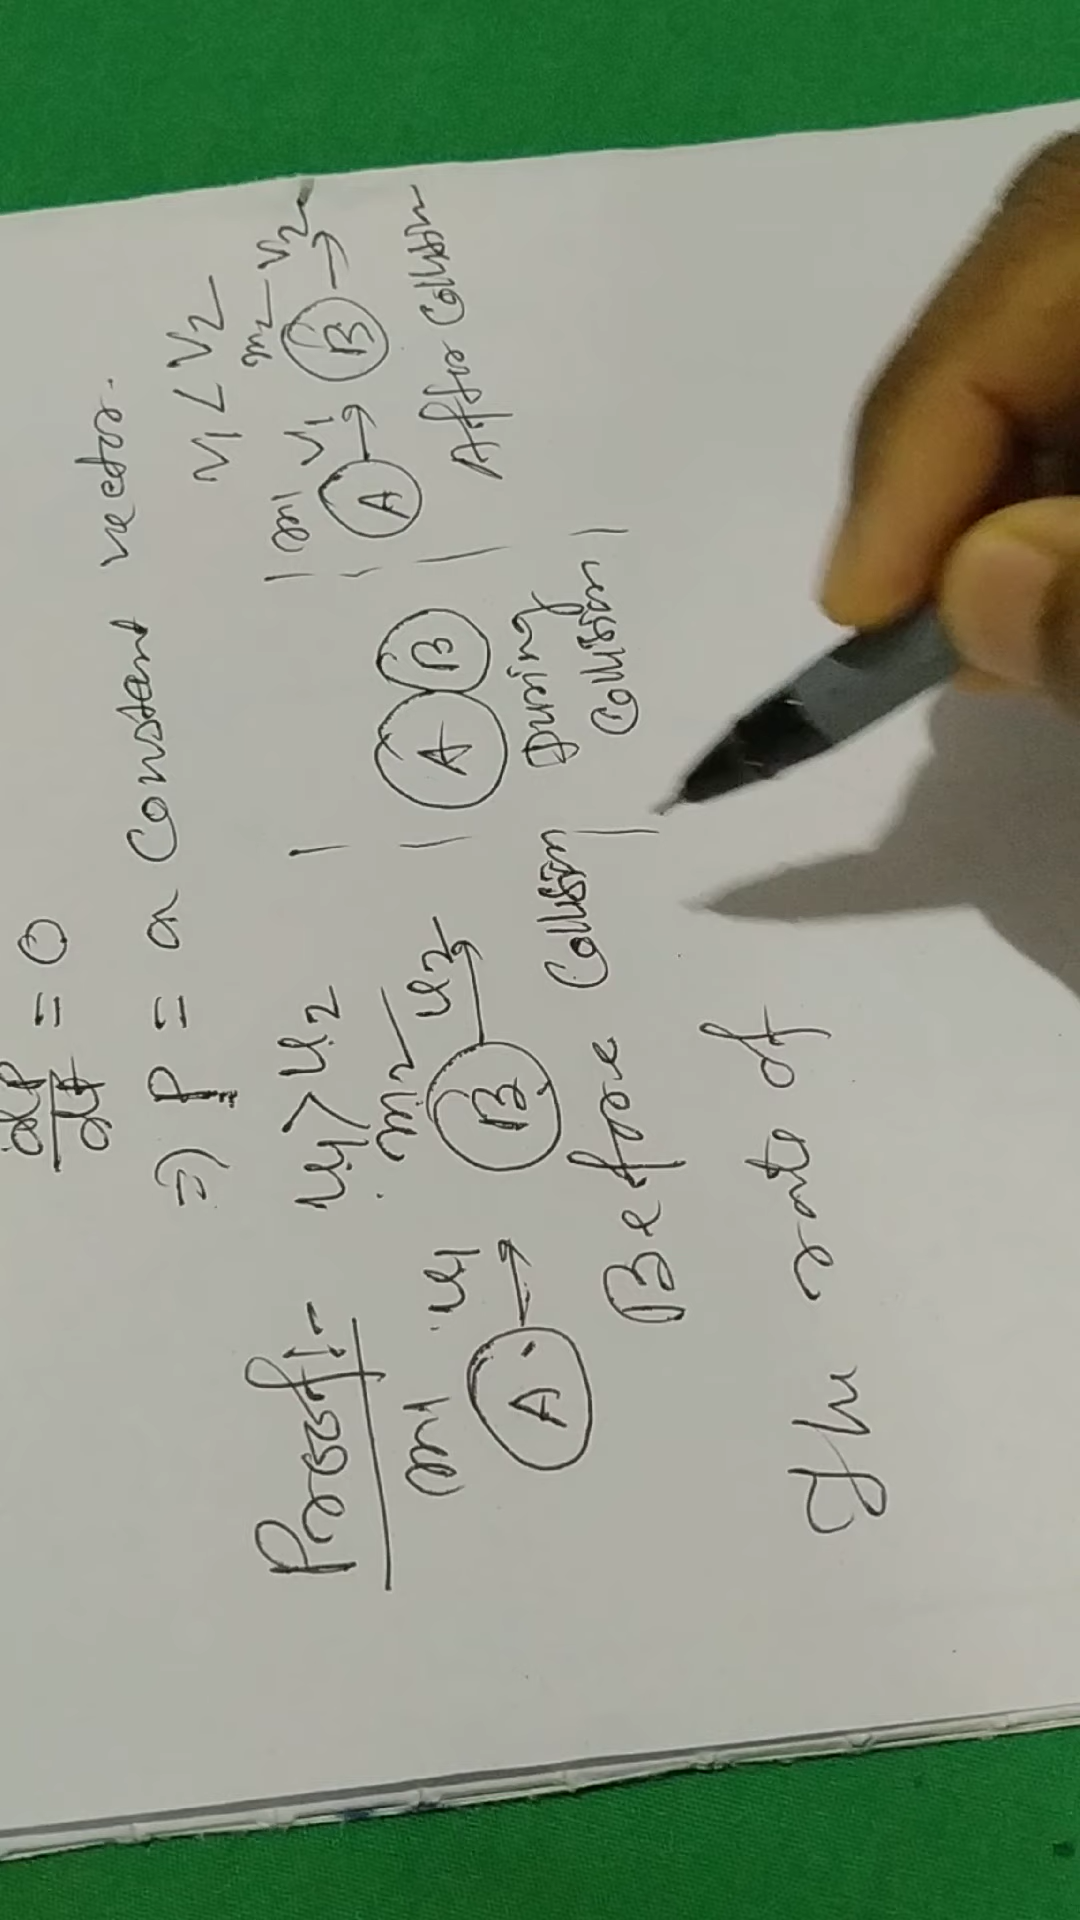 dp/dt = 0
=) P = a constant vector.
Proof:- u1 > u2 v1 < v2
m1 u1 m2 u2 | | m1 v1 m2 v2
A B | A B | A B
Before Collision | During Collision | After Collision
The rate of